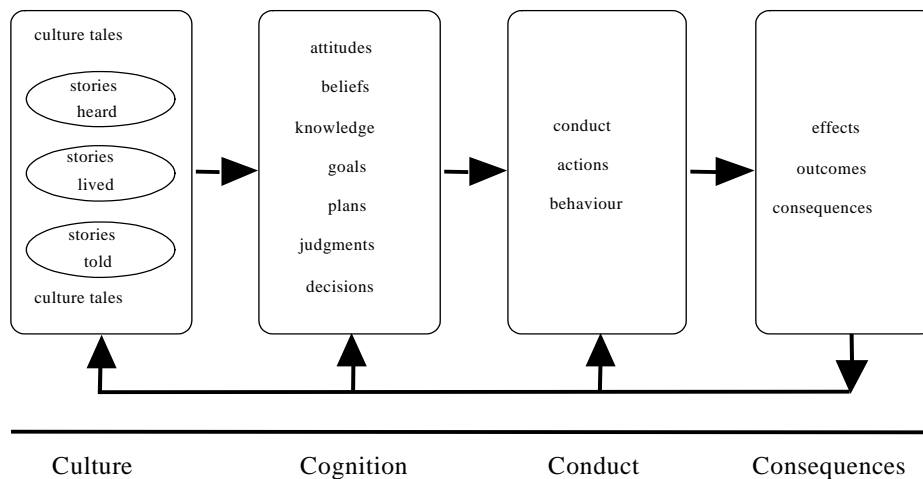 culture tales
stories
heard
stories
lived
stories
told
culture tales
attitudes
beliefs
knowledge
goals
plans
judgments
decisions
conduct
actions
behaviour
effects
outcomes
consequences
Culture
Cognition
Conduct
Consequences